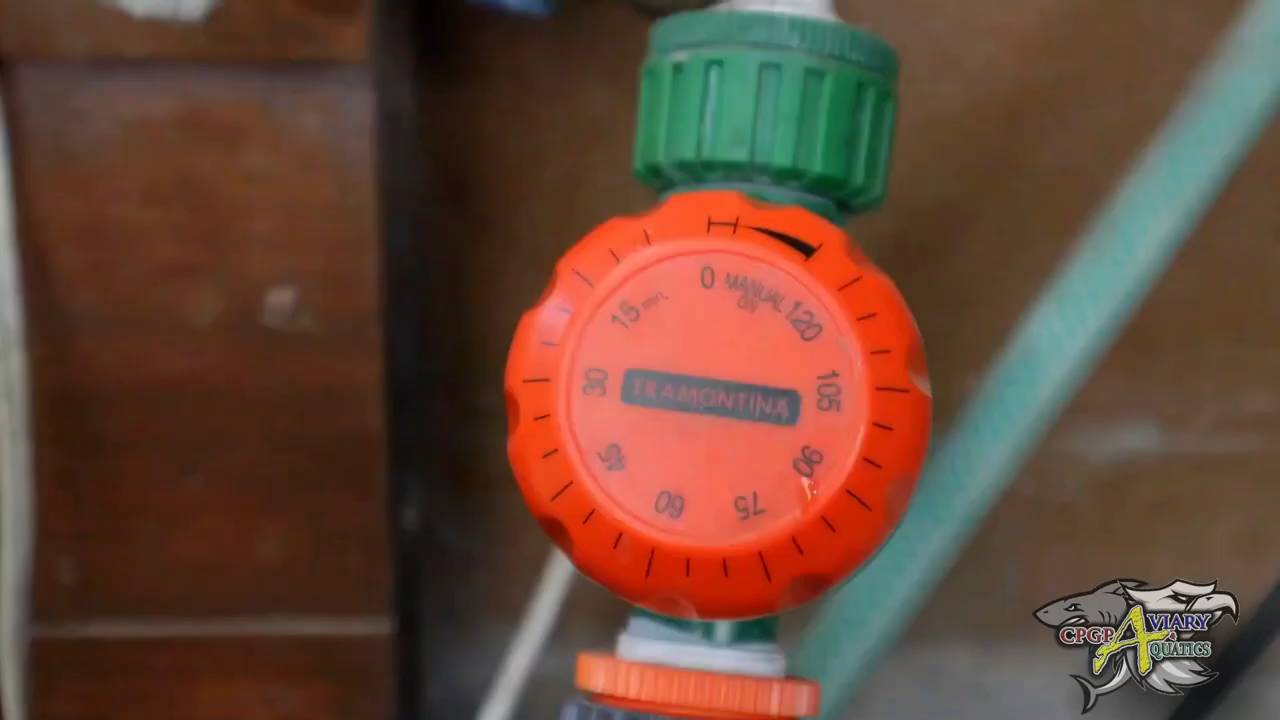 0
MANUAL
ON
15 min.
120
30
TRAMONTINA
105
45
90
60
75
CPGP AVIARY
& AQUATICS